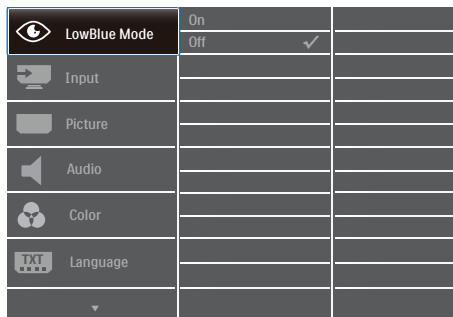 LowBlue Mode
On
Off
Input
Picture
Audio
Color
TXT
Language